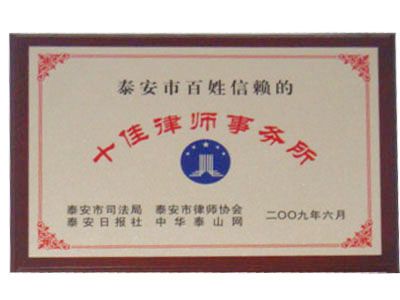 泰安市百姓信赖的
十佳律师事务所
泰安市司法局 泰安市律师协会
泰安日报社 中华泰山网
二〇〇九年六月